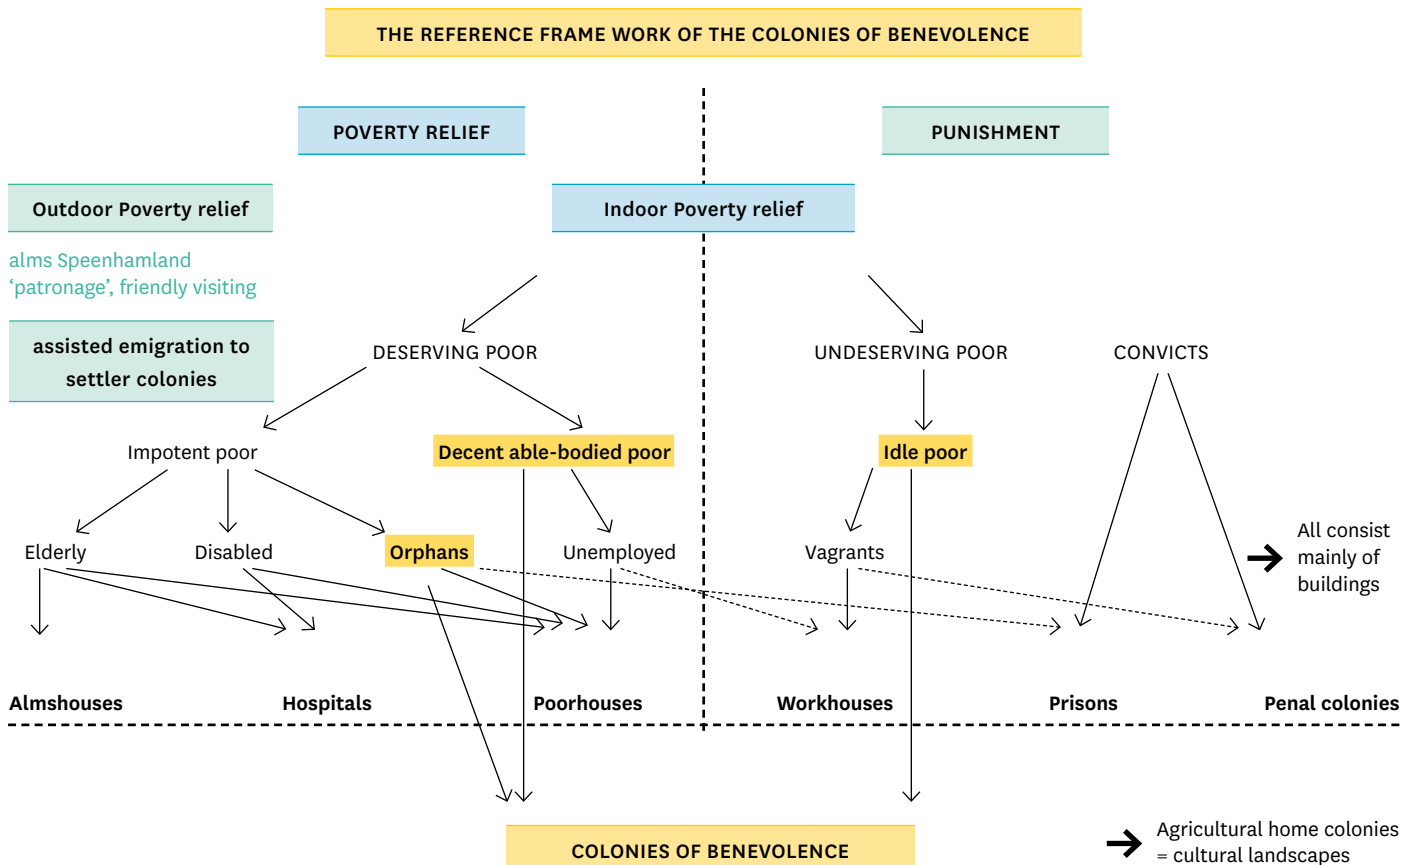 THE REFERENCE FRAME WORK OF THE COLONIES OF BENEVOLENCE
POVERTY RELIEF
PUNISHMENT
Outdoor Poverty relief
Indoor Poverty relief
alms Speenhamland
‘patronage’, friendly visiting
assisted emigration to
settler colonies
DESERVING POOR
UNDESERVING POOR
CONVICTS
Impotent poor
Decent able-bodied poor
Idle poor
Elderly
Disabled
Orphans
Unemployed
Vagrants
All consist
mainly of
buildings
Almshouses
Hospitals
Poorhouses
Workhouses
Prisons
Penal colonies
COLONIES OF BENEVOLENCE
Agricultural home colonies
= cultural landscapes